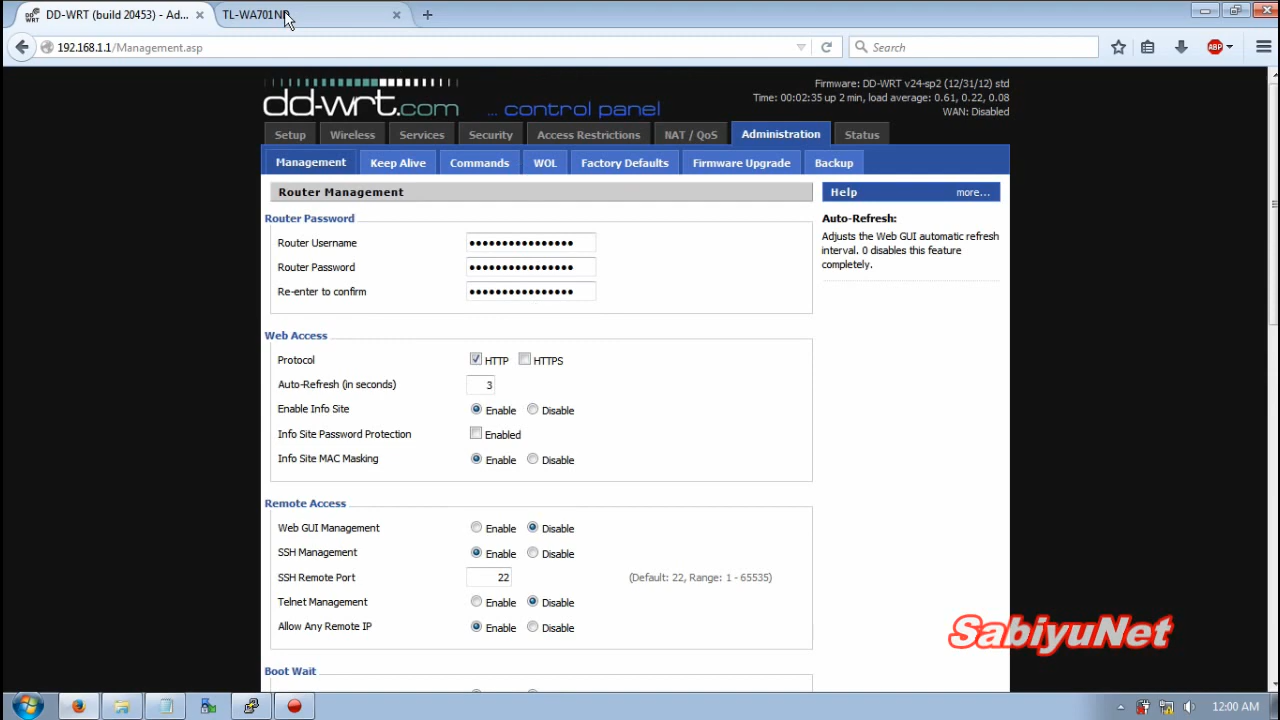 DD-WRT (build 20453) - Ad...
TL-WA701ND
192.168.1.1/Management.asp
Search
ABP
dd-wrt.com
... control panel
Firmware: DD-WRT v24-sp2 (12/31/12) std
Time: 00:02:35 up 2 min, load average: 0.61, 0.22, 0.08
WAN: Disabled
Setup
Wireless
Services
Security
Access Restrictions
NAT / QoS
Administration
Status
Management
Keep Alive
Commands
WOL
Factory Defaults
Firmware Upgrade
Backup
Router Management
Help
more...
Router Password
Router Username
Router Password
Re-enter to confirm
Auto-Refresh:
Adjusts the Web GUI automatic refresh
interval. 0 disables this feature
completely.
Web Access
Protocol HTTP HTTPS
Auto-Refresh (in seconds) 3
Enable Info Site Enable Disable
Info Site Password Protection Enabled
Info Site MAC Masking Enable Disable
Remote Access
Web GUI Management Enable Disable
SSH Management Enable Disable
SSH Remote Port 22 (Default: 22, Range: 1 - 65535)
Telnet Management Enable Disable
Allow Any Remote IP Enable Disable
Boot Wait
SabiyuNet
12:00 AM